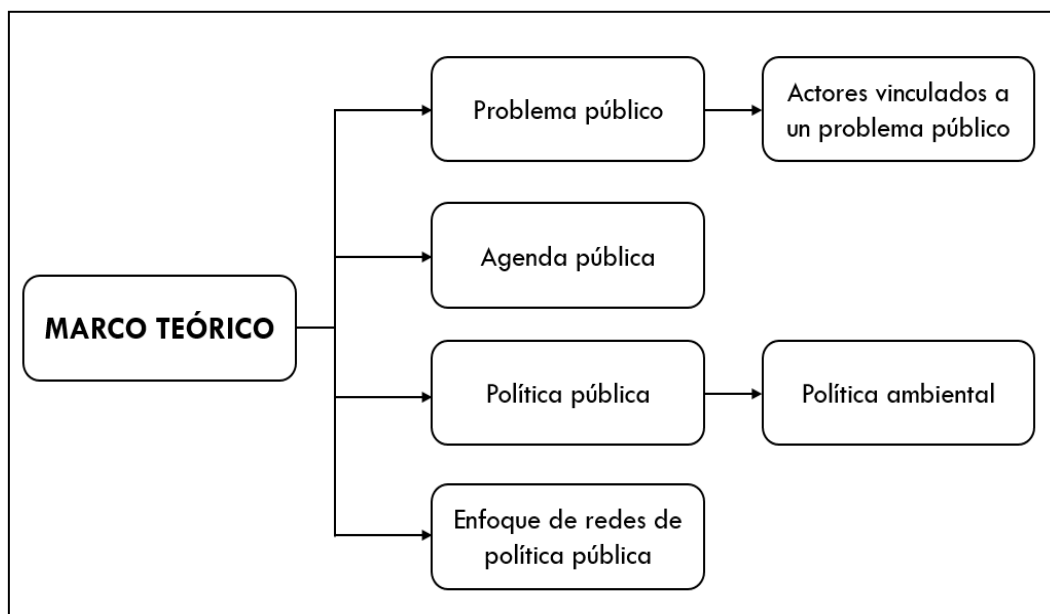 MARCO TEÓRICO
Problema público
Actores vinculados a
un problema público
Agenda pública
Política pública
Política ambiental
Enfoque de redes de
política pública